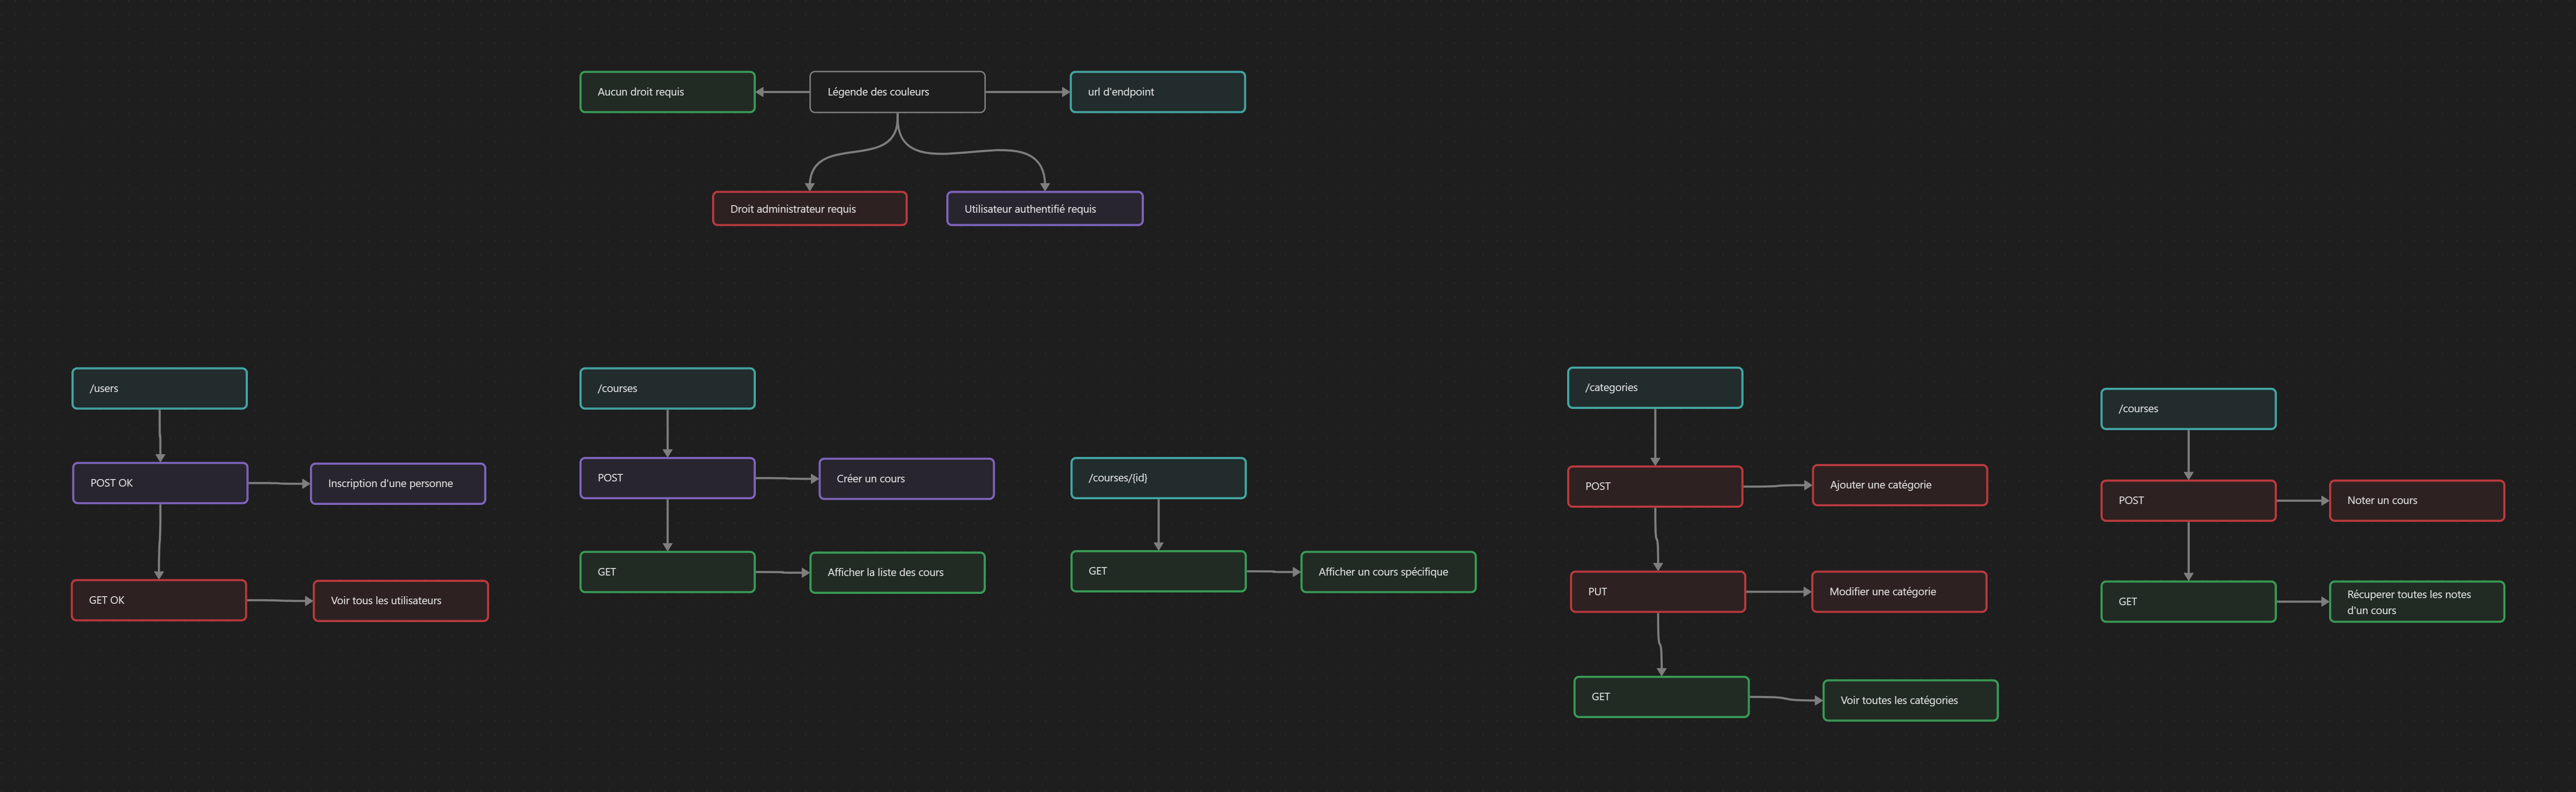 Aucun droit requis
Légende des couleurs
url d'endpoint
Droit administrateur requis
Utilisateur authentifié requis
/users
POST OK
Inscription d'une personne
GET OK
Voir tous les utilisateurs
/courses
POST
Créer un cours
GET
Afficher la liste des cours
/courses/{id}
GET
Afficher un cours spécifique
/categories
POST
Ajouter une catégorie
PUT
Modifier une catégorie
GET
Voir toutes les catégories
/courses
POST
Noter un cours
GET
Récuperer toutes les notes
d'un cours